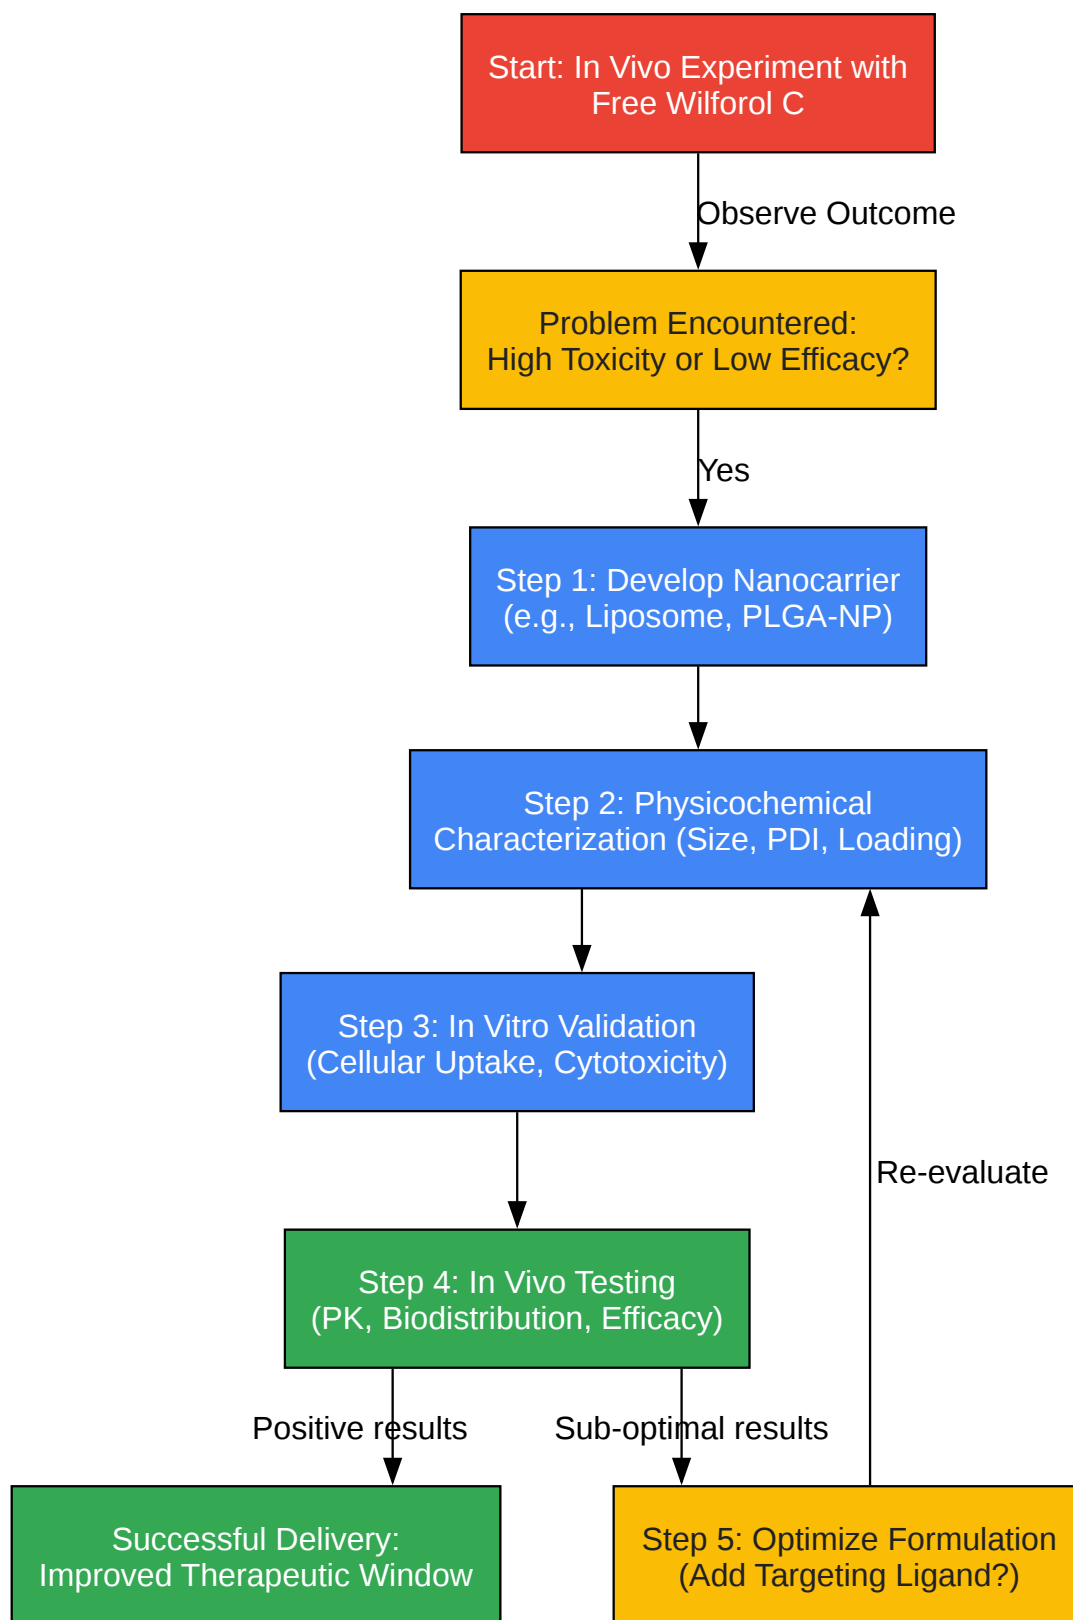 Start: In Vivo Experiment with
Free Wilforol C
Observe Outcome
Problem Encountered:
High Toxicity or Low Efficacy?
Yes
Step 1: Develop Nanocarrier
(e.g., Liposome, PLGA-NP)
Step 2: Physicochemical
Characterization (Size, PDI, Loading)
Step 3: In Vitro Validation
(Cellular Uptake, Cytotoxicity)
Re-evaluate
Step 4: In Vivo Testing
(PK, Biodistribution, Efficacy)
Positive results
Sub-optimal results
Successful Delivery:
Improved Therapeutic Window
Step 5: Optimize Formulation
(Add Targeting Ligand?)